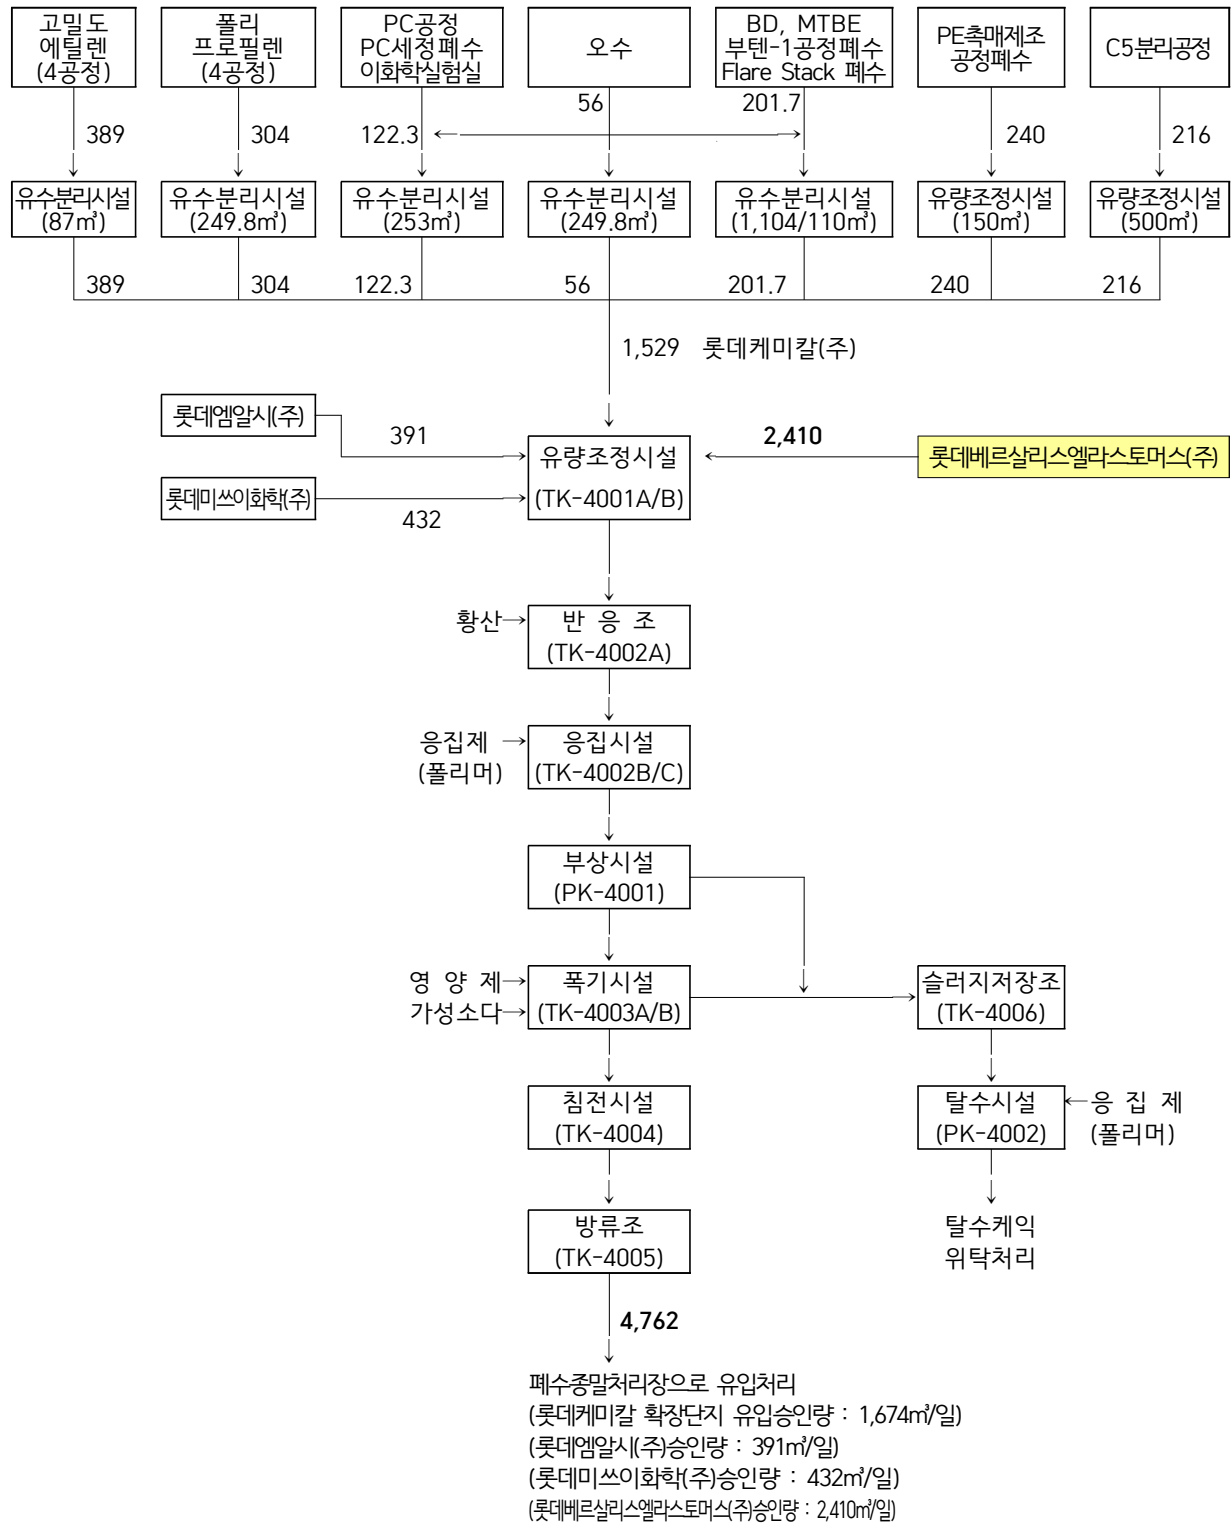 고밀도
에틸렌
(4공정)
폴리
프로필렌
(4공정)
PC공정
PC세정폐수
이화학실험실
오수
BD, MTBE
부텐-1공정폐수
Flare Stack 폐수
PE촉매제조
공정폐수
C5분리공정
389
304
122.3
56
201.7
240
216
유수분리시설
(87㎥)
유수분리시설
(249.8㎥)
유수분리시설
(253㎥)
유수분리시설
(249.8㎥)
유수분리시설
(1,104/110㎥)
유량조정시설
(150㎥)
유량조정시설
(500㎥)
389
304
122.3
56
201.7
240
216
1,529 롯데케미칼(주)
롯데엠알시(주)
391
2,410
유량조정시설
(TK-4001A/B)
롯데베르살리스엘라스토머스(주)
롯데미쓰이화학(주)
432
황산
반 응 조
(TK-4002A)
응집제
(폴리머)
응집시설
(TK-4002B/C)
부상시설
(PK-4001)
영 양 제
가성소다
폭기시설
(TK-4003A/B)
슬러지저장조
(TK-4006)
침전시설
(TK-4004)
탈수시설
(PK-4002)
응 집 제
(폴리머)
방류조
(TK-4005)
탈수케익
위탁처리
4,762
폐수종말처리장으로 유입처리
(롯데케미칼 확장단지 유입승인량 : 1,674㎥/일)
(롯데엠알시(주)승인량 : 391㎥/일)
(롯데미쓰이화학(주)승인량 : 432㎥/일)
(롯데베르살리스엘라스토머스(주)승인량 : 2,410㎥/일)